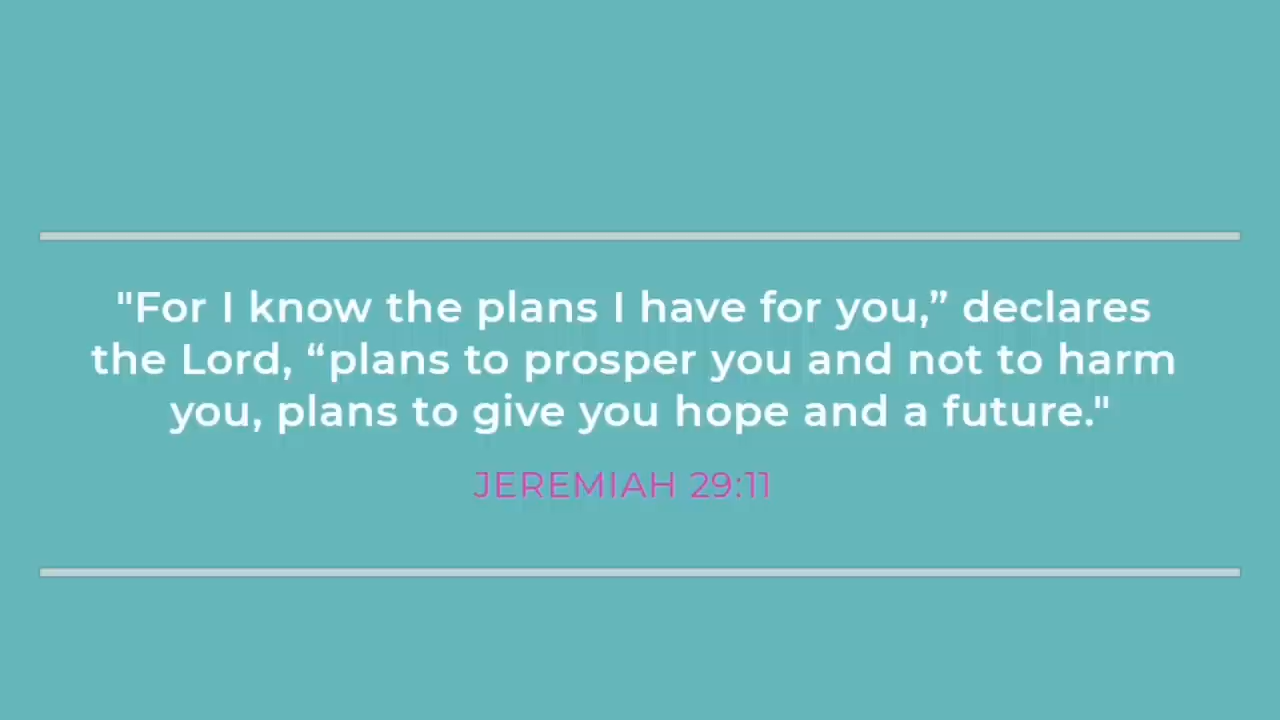 "For I know the plans I have for you,” declares
the Lord, “plans to prosper you and not to harm
you, plans to give you hope and a future."
JEREMIAH 29:11